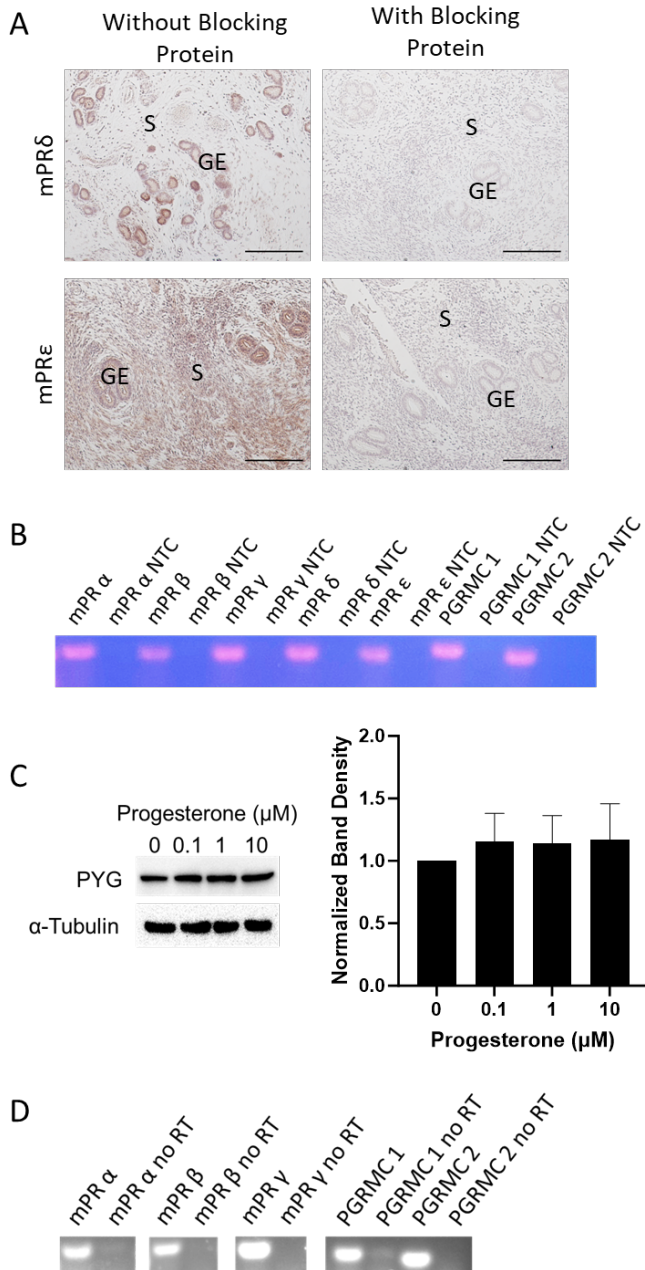 A
Without Blocking
Protein
With Blocking
Protein
mPRδ
S
GE
S
GE
mPRε
GE
S
S
GE
B
mPR α
mPR α NTC
mPR β
mPR β NTC
mPR γ
mPR γ NTC
mPR δ
mPR δ NTC
mPR ε
mPR ε NTC
PGRMC 1
PGRMC 1 NTC
PGRMC 2
PGRMC 2 NTC
C
Progesterone (μM)
0 0.1 1 10
PYG
α-Tubulin
Normalized Band Density
2.0
1.5
1.0
0.5
0.0
0 0.1 1 10
Progesterone (μM)
D
mPR α
mPR α no RT
mPR β
mPR β no RT
mPR γ
mPR γ no RT
PGRMC 1
PGRMC 1 no RT
PGRMC 2
PGRMC 2 no RT